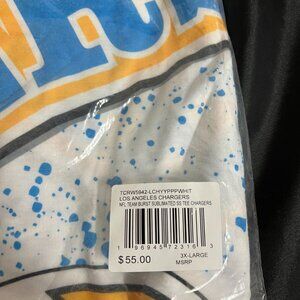 TCRW5942-LCHYYPPPWHIT
LOS ANGELES CHARGERS
NFL TEAM BURST SUBLIMATED SS TEE CHARGERS
1 96945 72316 3
$55.00
3X-LARGE
MSRP